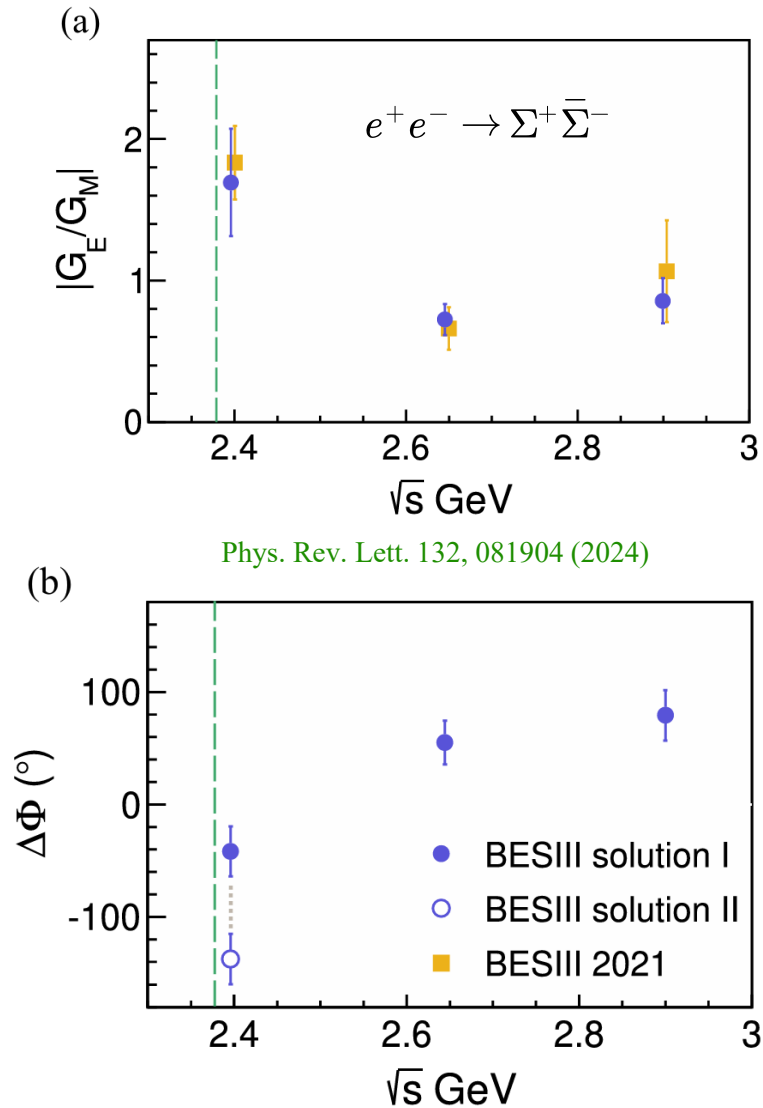 (a)
e⁺e⁻ → Σ⁺Σ̄⁻
|G_E/G_M|
2
1
0
2.4 2.6 2.8 3
√s GeV
Phys. Rev. Lett. 132, 081904 (2024)
(b)
ΔΦ (°)
100
0
-100
BESIII solution I
BESIII solution II
BESIII 2021
2.4 2.6 2.8 3
√s GeV